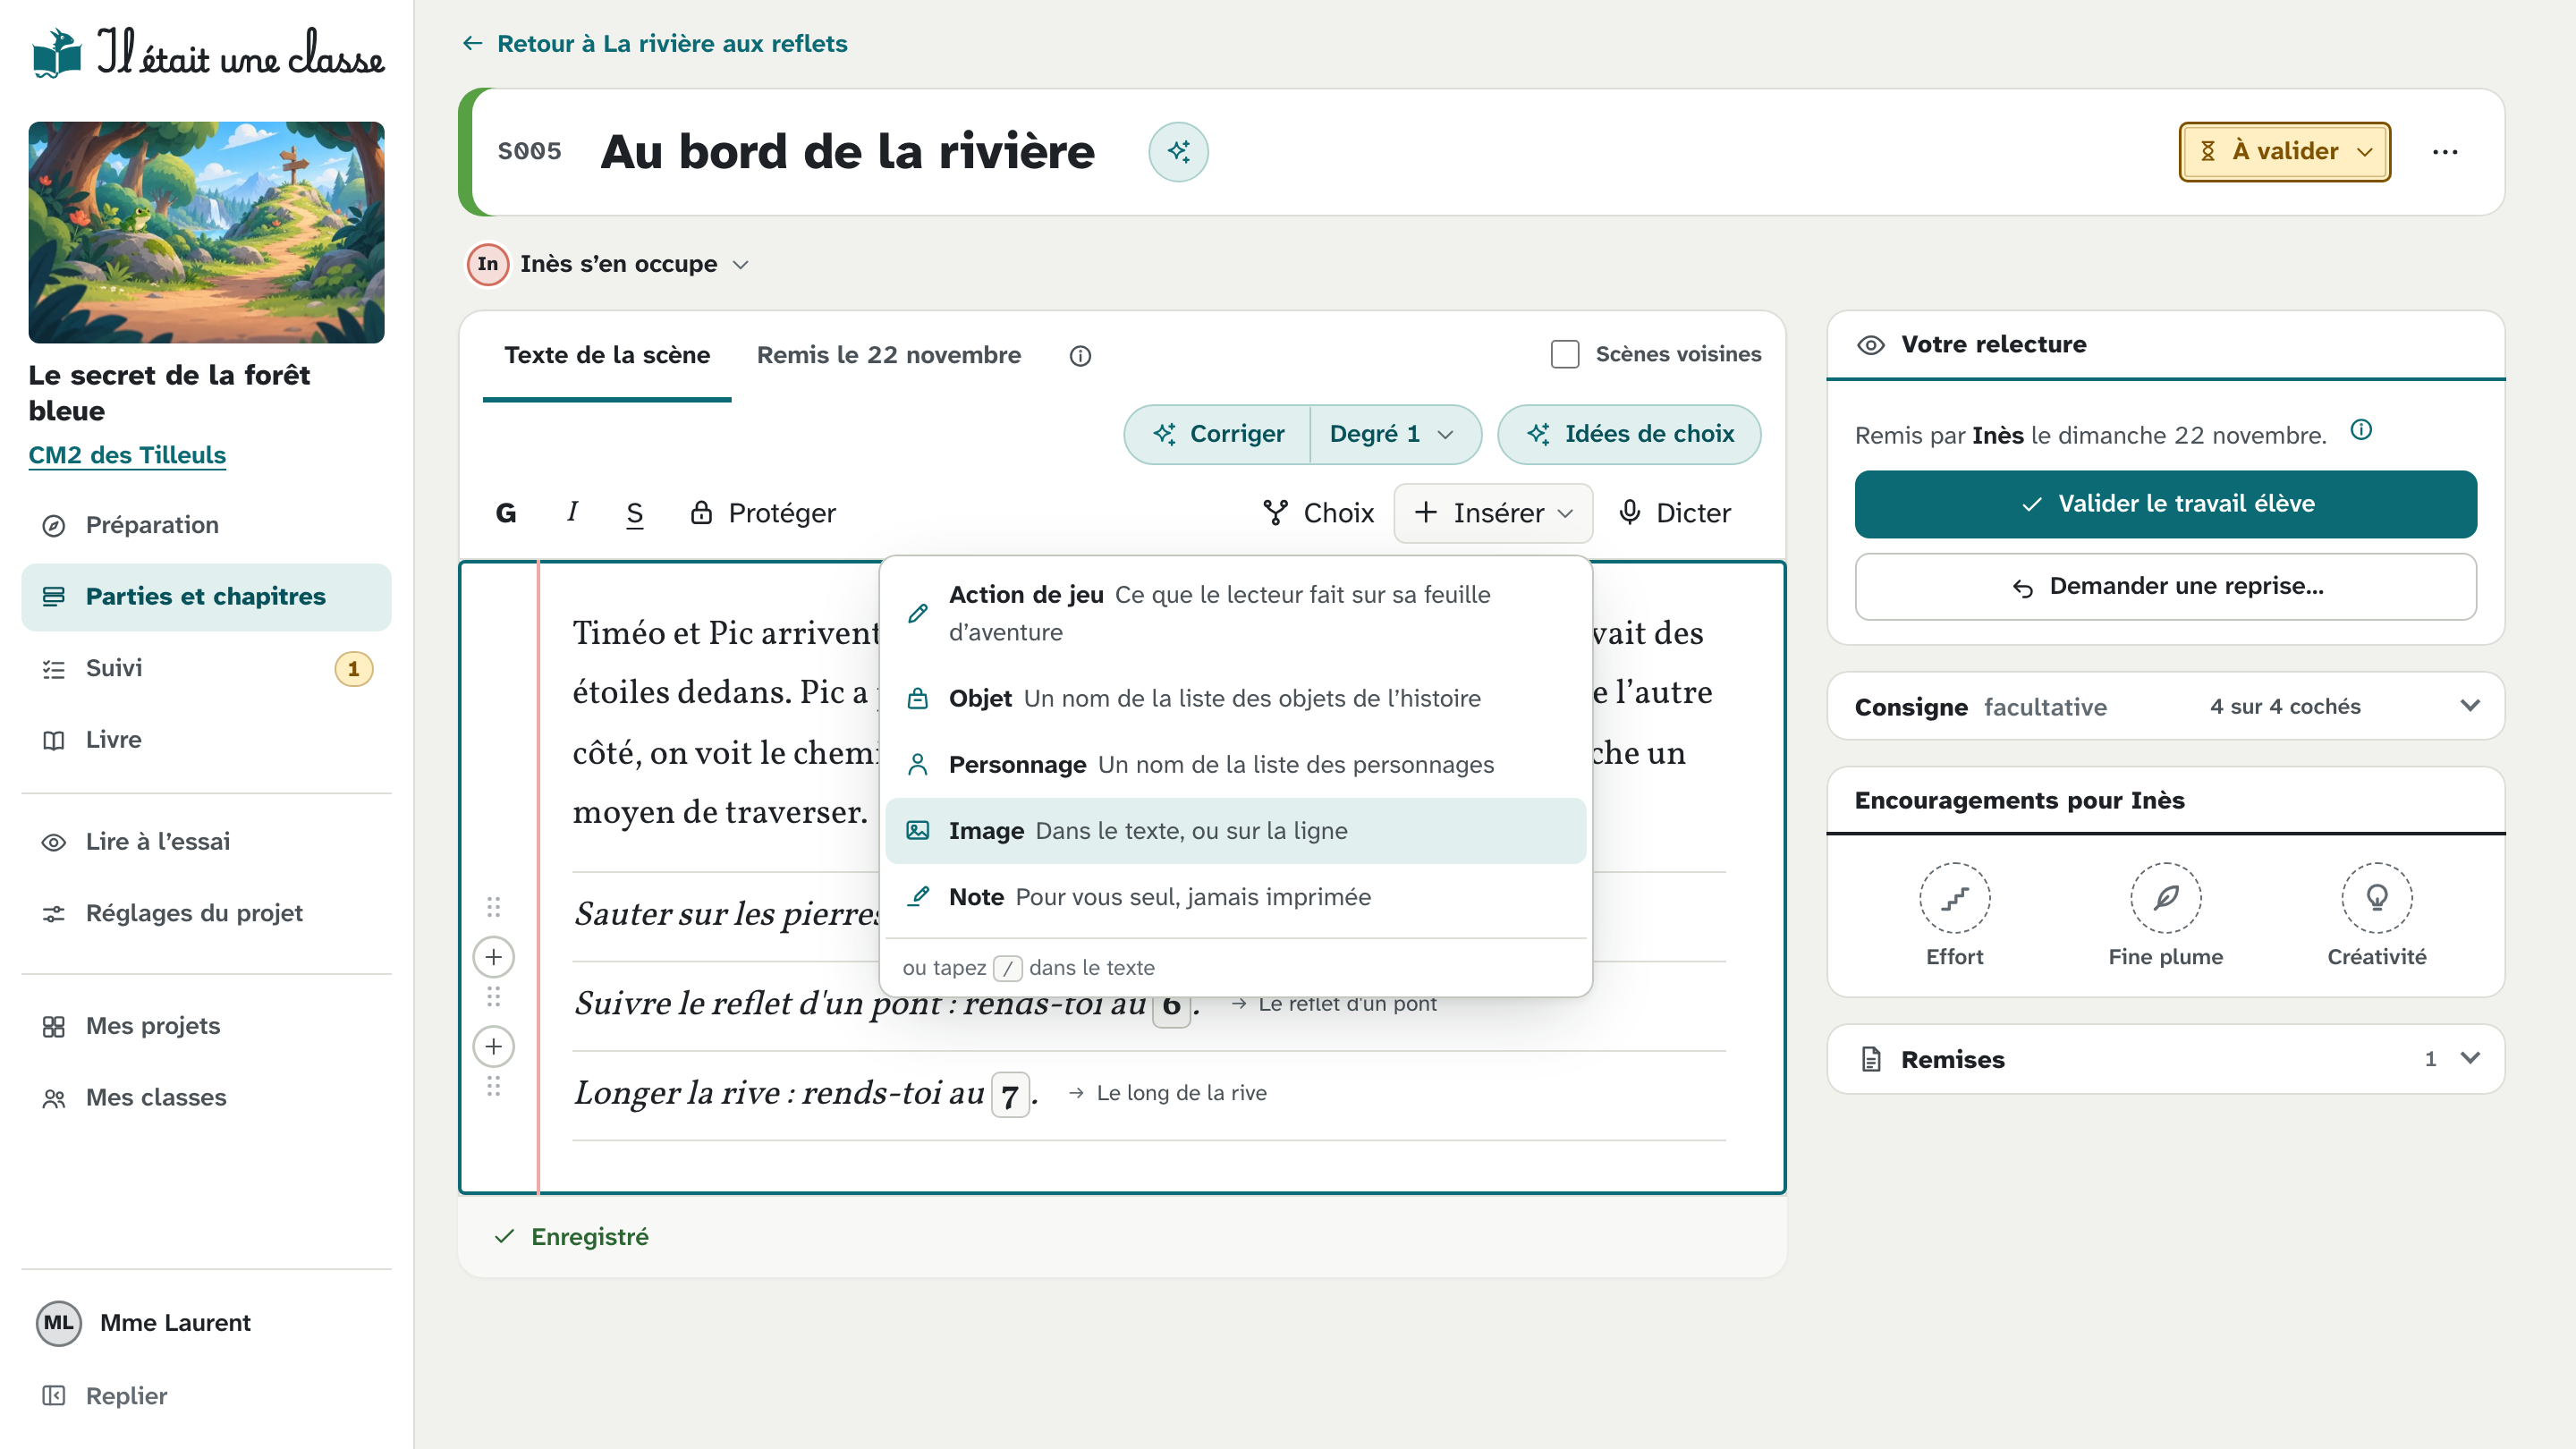 Il était une classe
Le secret de la forêt
bleue
CM2 des Tilleuls
Préparation
Parties et chapitres
Suivi 1
Livre
Lire à l’essai
Réglages du projet
Mes projets
Mes classes
ML Mme Laurent
Replier
← Retour à La rivière aux reflets
S005 Au bord de la rivière
À valider
In Inès s’en occupe
Texte de la scène Remis le 22 novembre Scènes voisines
Corriger Degré 1 Idées de choix
G I S Protéger Choix Insérer Dicter
Timéo et Pic arrivent vait des
étoiles dedans. Pic a e l’autre
côté, on voit le chem che un
moyen de traverser.
Sauter sur les pierres
Suivre le reflet d'un pont : rends-toi au 6. → Le reflet d'un pont
Longer la rive : rends-toi au 7. → Le long de la rive
Action de jeu Ce que le lecteur fait sur sa feuille
d’aventure
Objet Un nom de la liste des objets de l’histoire
Personnage Un nom de la liste des personnages
Image Dans le texte, ou sur la ligne
Note Pour vous seul, jamais imprimée
ou tapez / dans le texte
Enregistré
Votre relecture
Remis par Inès le dimanche 22 novembre.
Valider le travail élève
Demander une reprise...
Consigne facultative 4 sur 4 cochés
Encouragements pour Inès
Effort Fine plume Créativité
Remises 1